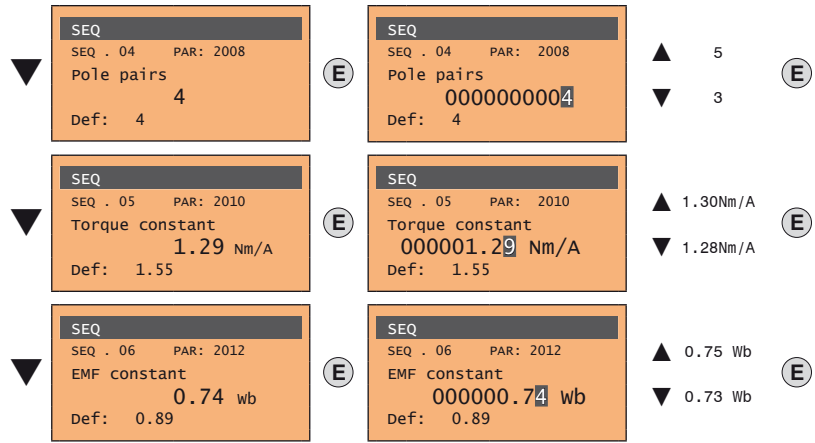 SEQ
SEQ . 04 PAR: 2008
Pole pairs
4
Def: 4
E
SEQ
SEQ . 04 PAR: 2008
Pole pairs
0000000004
Def: 4
5
3
E
SEQ
SEQ . 05 PAR: 2010
Torque constant
1.29 Nm/A
Def: 1.55
E
SEQ
SEQ . 05 PAR: 2010
Torque constant
000001.29 Nm/A
Def: 1.55
1.30Nm/A
1.28Nm/A
E
SEQ
SEQ . 06 PAR: 2012
EMF constant
0.74 Wb
Def: 0.89
E
SEQ
SEQ . 06 PAR: 2012
EMF constant
000000.74 Wb
Def: 0.89
0.75 Wb
0.73 Wb
E